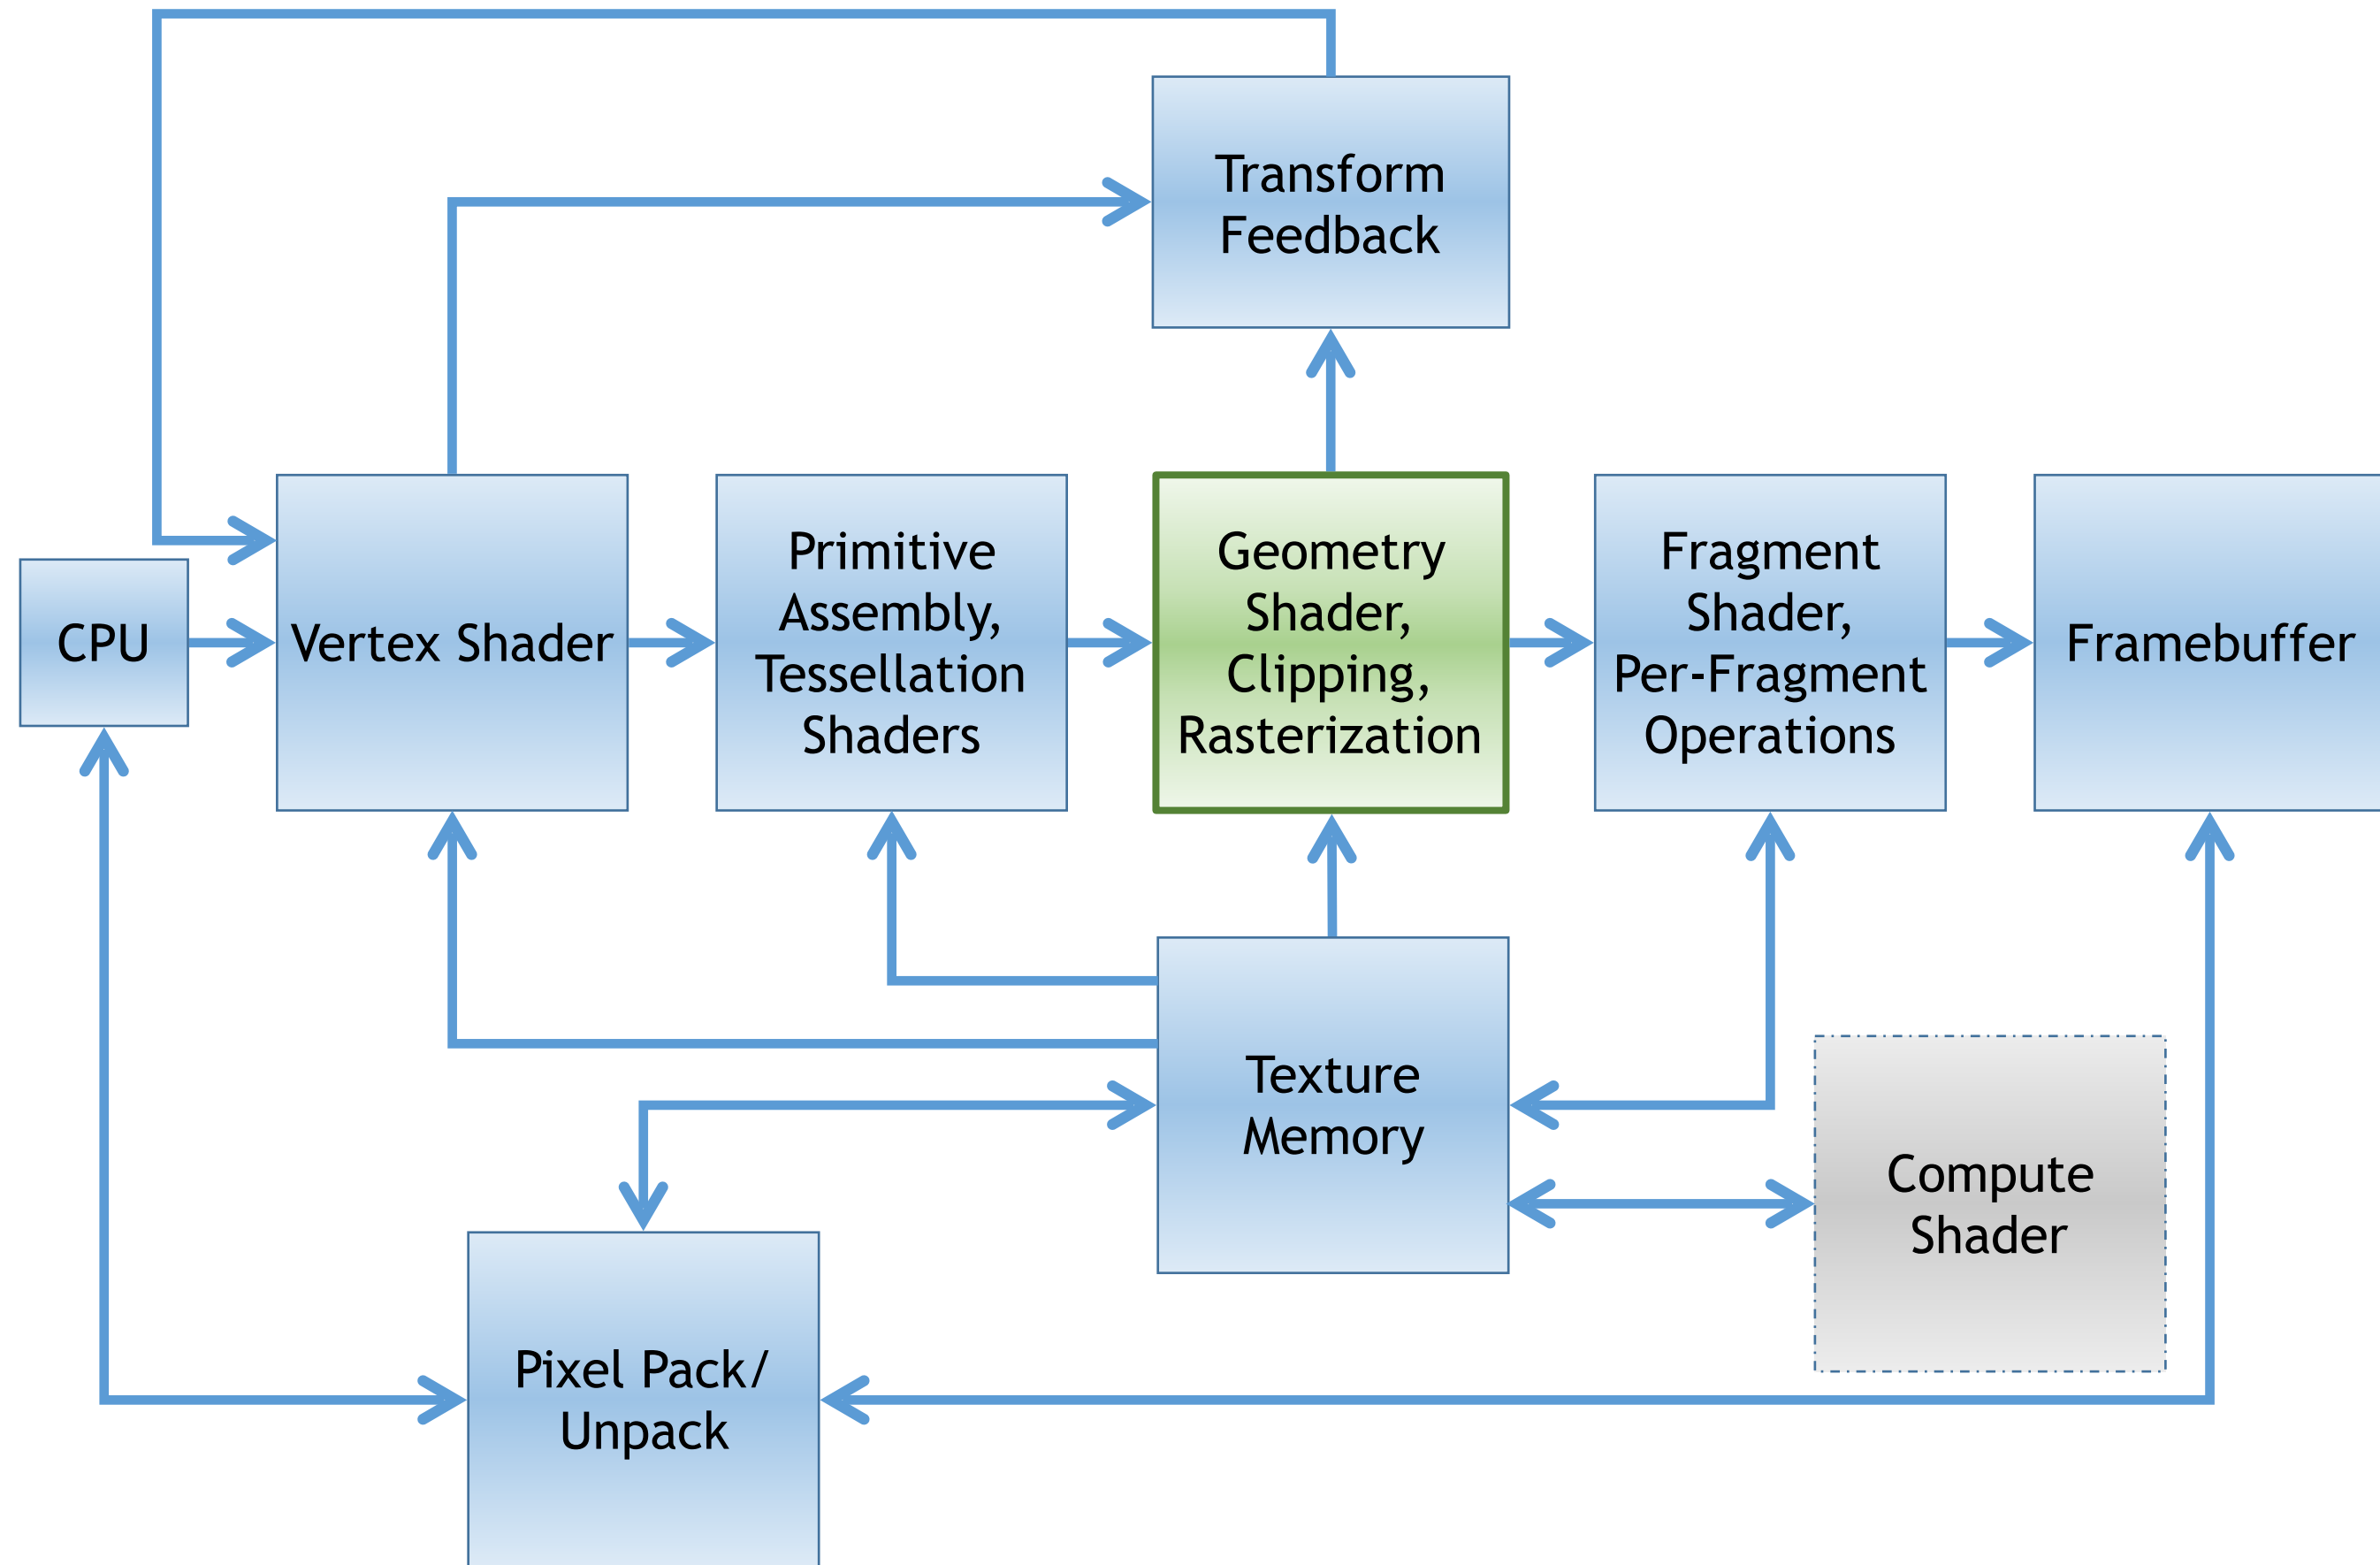 Transform
Feedback
CPU
Vertex Shader
Primitive
Assembly,
Tessellation
Shaders
Geometry
Shader,
Clipping,
Rasterization
Fragment
Shader,
Per-Fragment
Operations
Framebuffer
Texture
Memory
Compute
Shader
Pixel Pack/
Unpack